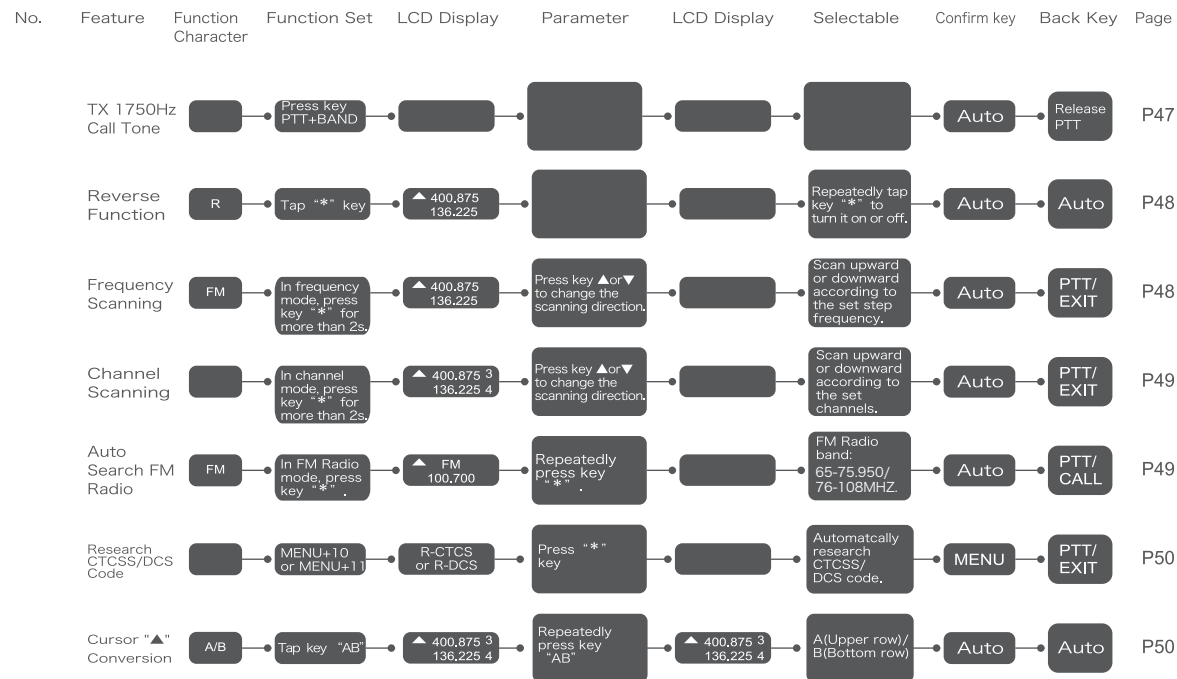 No. Feature Function Character Function Set LCD Display Parameter LCD Display Selectable Confirm key Back Key Page
TX 1750Hz
Call Tone
Press key
PTT+BAND
Auto
Release
PTT
P47
Reverse
Function
R
Tap “*” key
▲ 400.875
136.225
Repeatedly tap
key “*” to
turn it on or off.
Auto
Auto
P48
Frequency
Scanning
FM
In frequency
mode, press
key “*” for
more than 2s.
▲ 400.875
136.225
Press key ▲or▼
to change the
scanning direction.
Scan upward
or downward
according to
the set step
frequency.
Auto
PTT/
EXIT
P48
Channel
Scanning
In channel
mode, press
key “*” for
more than 2s.
▲ 400.875 3
136.225 4
Press key ▲or▼
to change the
scanning direction.
Scan upward
or downward
according to
the set
channels.
Auto
PTT/
EXIT
P49
Auto
Search FM
Radio
FM
In FM Radio
mode, press
key “*” .
▲ FM
100.700
Repeatedly
press key
“*” .
FM Radio
band:
65-75.950/
76-108MHZ.
Auto
PTT/
CALL
P49
Research
CTCSS/DCS
Code
MENU+10
or MENU+11
R-CTCS
or R-DCS
Press “*”
key
Automatcally
research
CTCSS/
DCS code.
MENU
PTT/
EXIT
P50
Cursor "▲"
Conversion
A/B
Tap key “AB”
▲ 400.875 3
136.225 4
Repeatedly
press key
“AB”
▲ 400.875 3
136.225 4
A(Upper row)/
B(Bottom row)
Auto
Auto
P50